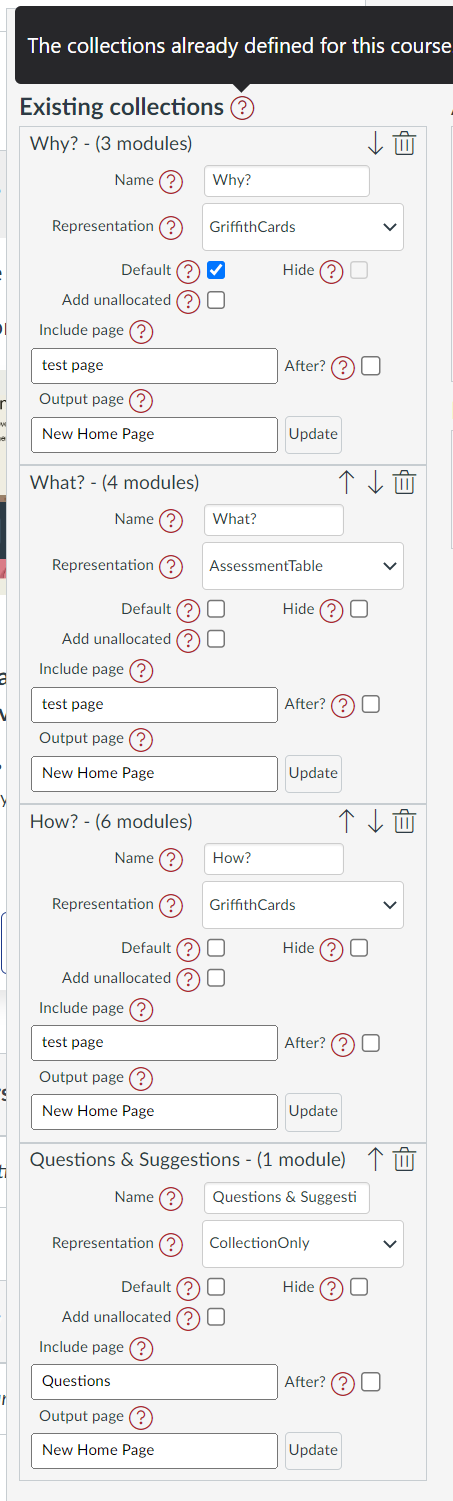 The collections already defined for this course
Existing collections ?
Why? - (3 modules)
Name ? Why?
Representation ? GriffithCards
Default ? Hide ?
Add unallocated ?
Include page ?
test page After? ?
Output page ?
New Home Page Update
What? - (4 modules)
Name ? What?
Representation ? AssessmentTable
Default ? Hide ?
Add unallocated ?
Include page ?
test page After? ?
Output page ?
New Home Page Update
How? - (6 modules)
Name ? How?
Representation ? GriffithCards
Default ? Hide ?
Add unallocated ?
Include page ?
test page After? ?
Output page ?
New Home Page Update
Questions & Suggestions - (1 module)
Name ? Questions & Suggesti
Representation ? CollectionOnly
Default ? Hide ?
Add unallocated ?
Include page ?
Questions After? ?
Output page ?
New Home Page Update